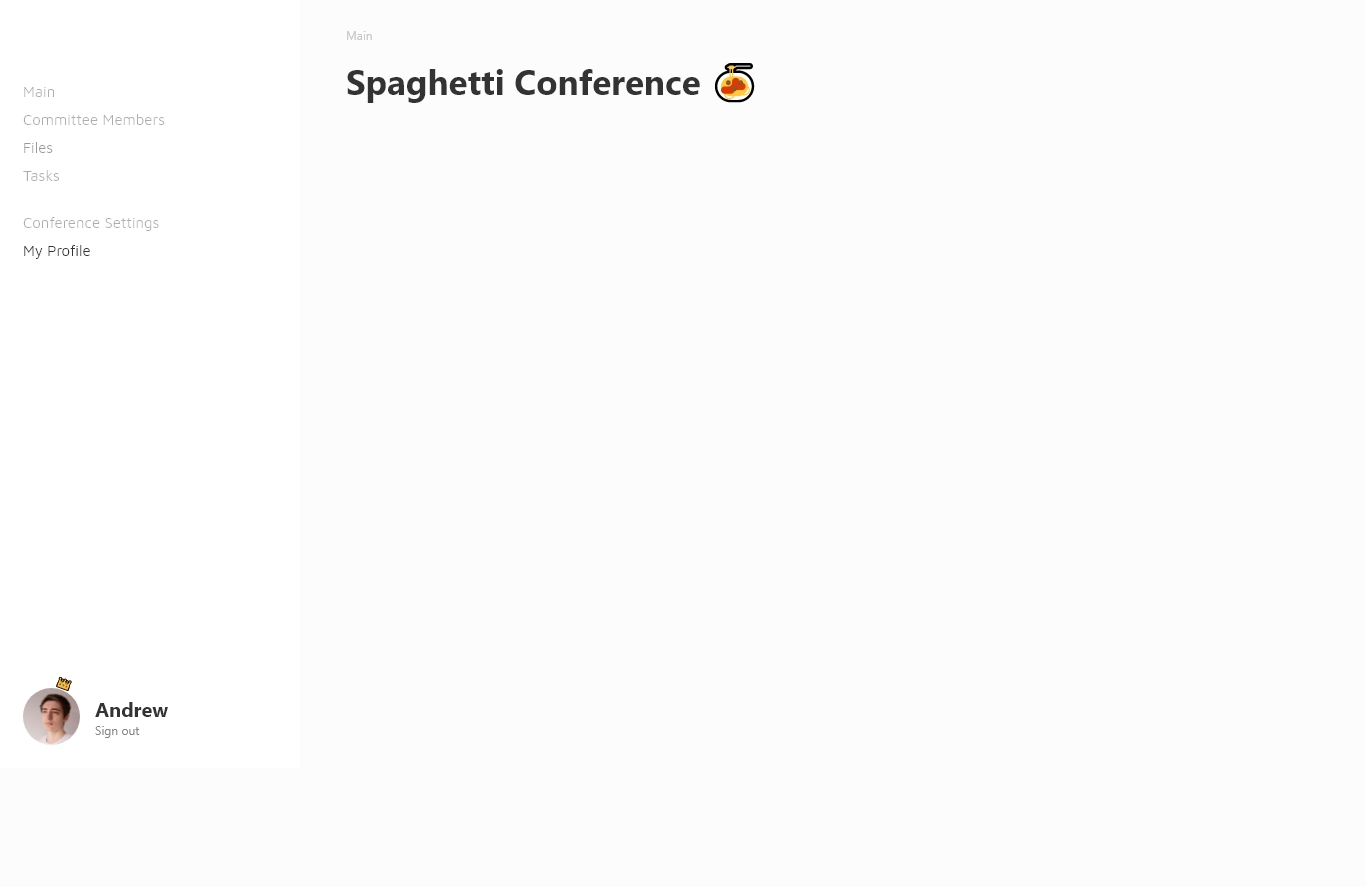 Main
Committee Members
Files
Tasks
Conference Settings
My Profile
Andrew
Sign out
Main
Spaghetti Conference